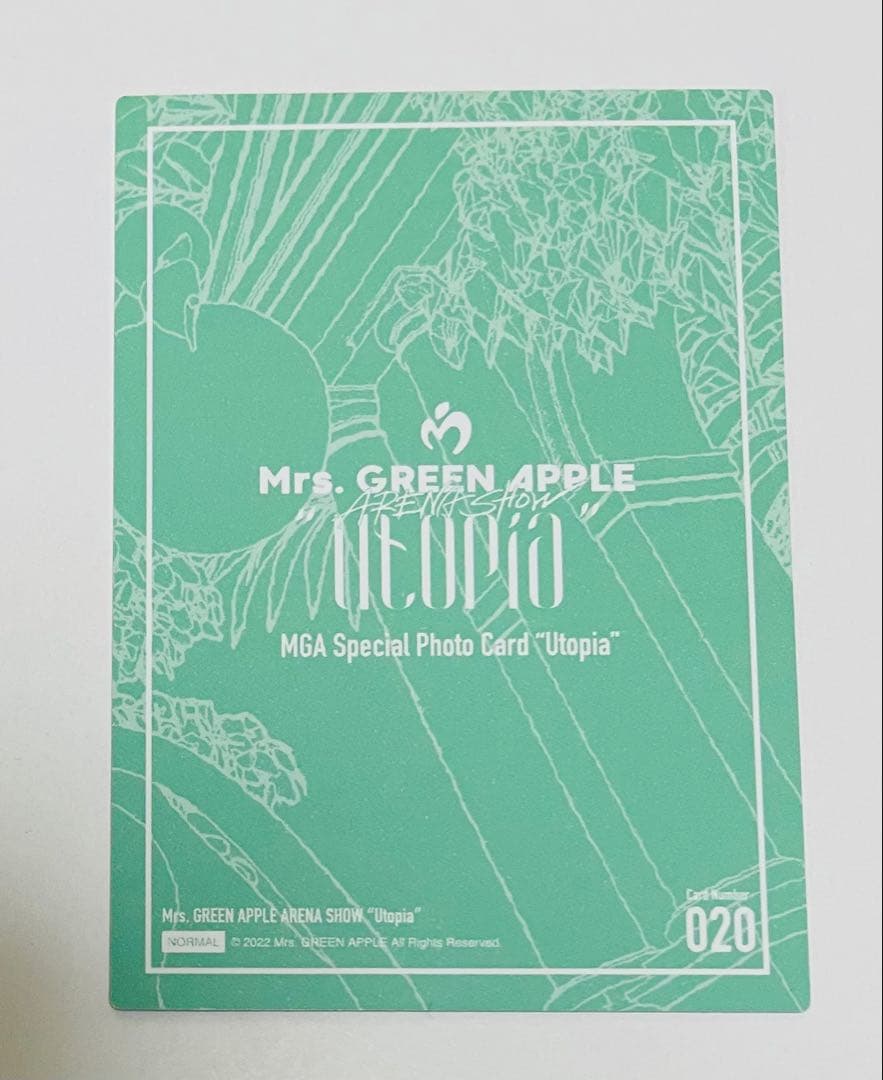 Mrs. GREEN APPLE
ARENA SHOW
"Utopia"
MGA Special Photo Card “Utopia”
Mrs. GREEN APPLE ARENA SHOW “Utopia”
NORMAL © 2022 Mrs. GREEN APPLE All Rights Reserved.
Card Number
020